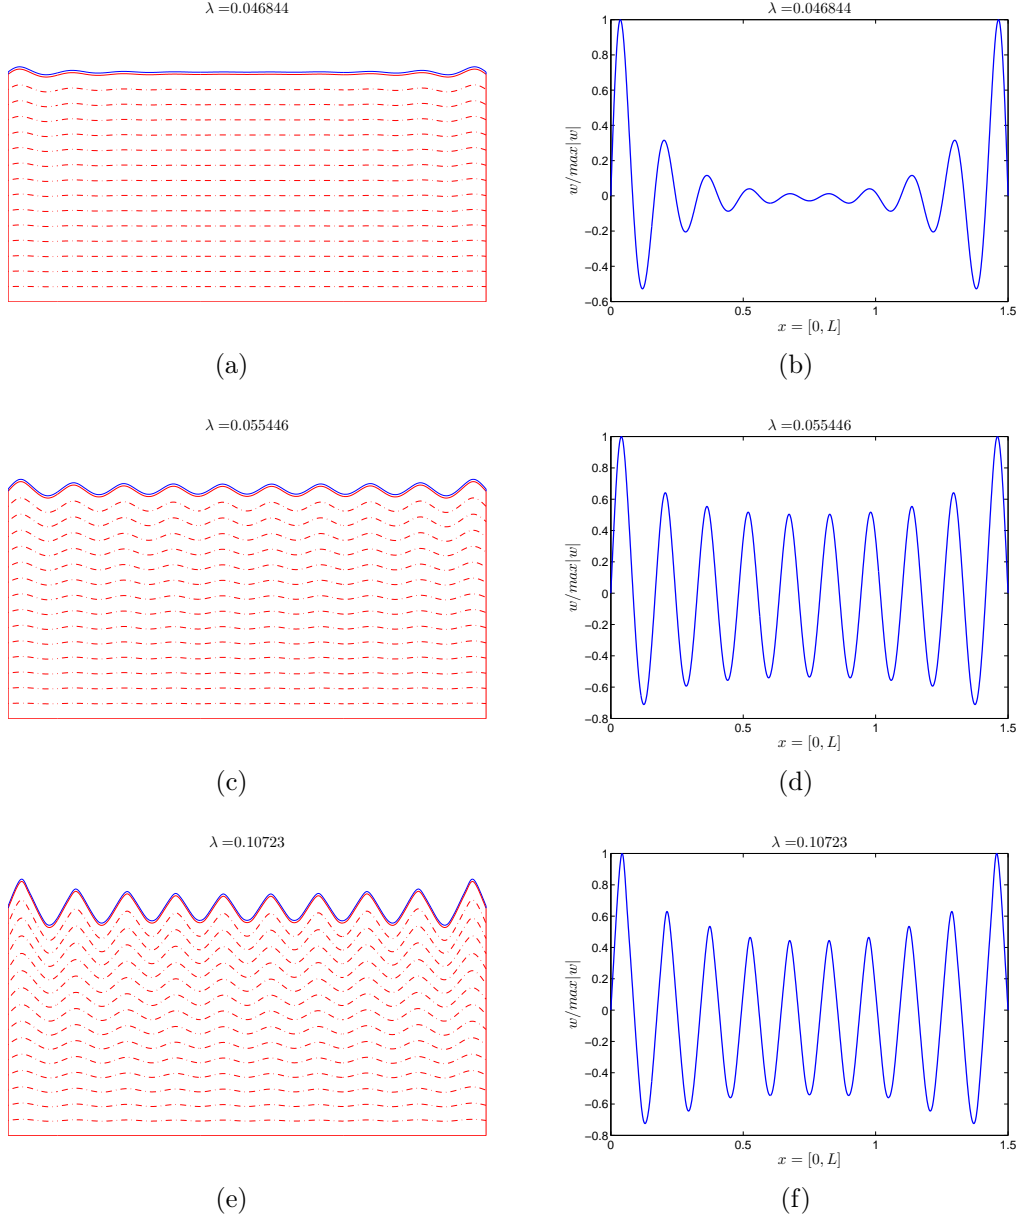 λ =0.046844
λ =0.046844
1
0.8
0.6
0.4
0.2
0
−0.2
−0.4
−0.6
w/max|w|
0 0.5 1 1.5
x = [0, L]
(a)
(b)
λ =0.055446
λ =0.055446
1
0.8
0.6
0.4
0.2
0
−0.2
−0.4
−0.6
−0.8
w/max|w|
0 0.5 1 1.5
x = [0, L]
(c)
(d)
λ =0.10723
λ =0.10723
1
0.8
0.6
0.4
0.2
0
−0.2
−0.4
−0.6
−0.8
w/max|w|
0 0.5 1 1.5
x = [0, L]
(e)
(f)